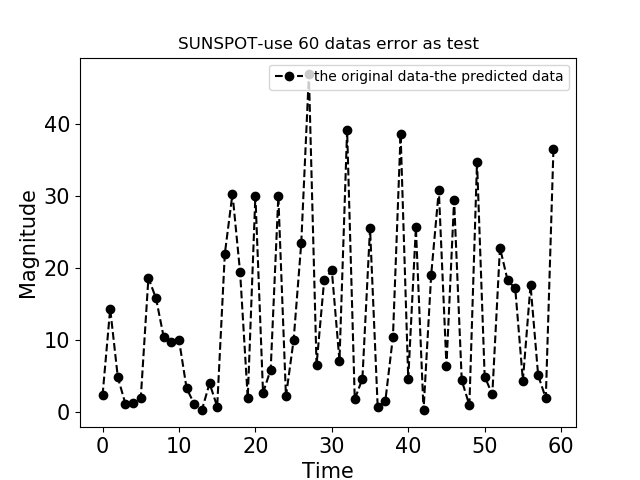 SUNSPOT-use 60 datas error as test
the original data-the predicted data
40
30
20
10
0
Magnitude
0 10 20 30 40 50 60
Time